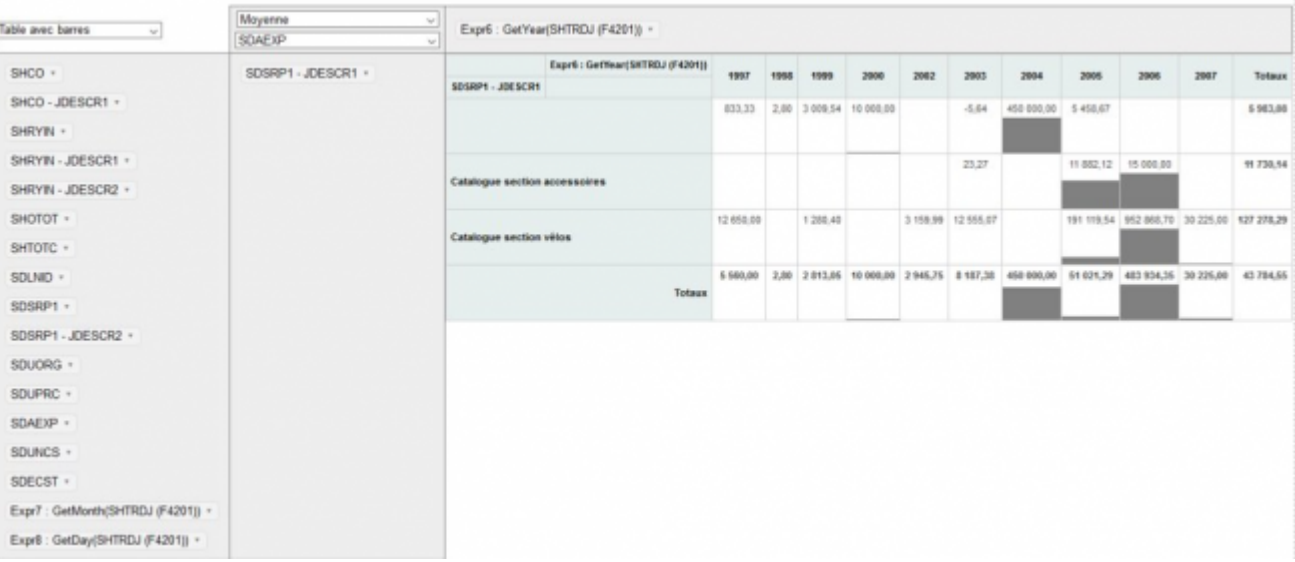 Table avec barres
Moyenne
SDAEXP
Expr6 : GetYear(SHTRDJ (F4201))
SHCO
SHCO - JDESCR1
SHRYIN
SHRYIN - JDESCR1
SHRYIN - JDESCR2
SHOTOT
SHTOTC
SDLNID
SDSRP1
SDSRP1 - JDESCR2
SDUORG
SDUPRC
SDAEXP
SDUNCS
SDECST
Expr7 : GetMonth(SHTRDJ (F4201))
Expr8 : GetDay(SHTRDJ (F4201))
SDSRP1 - JDESCR1
Expr6 : GetYear(SHTRDJ (F4201)) 1997 1998 1999 2000 2002 2003 2004 2005 2006 2007 Totaux
SDSRP1 - JDESCR1
833,33 2,00 3 009,54 10 000,00 -5,64 450 000,00 5 450,67
Catalogue section accessoires 23,27 11 882,12 15 000,00 11 730,14
Catalogue section vélos 12 650,00 1 280,40 3 159,99 12 555,07 191 119,54 952 868,70 30 225,00 127 278,29
Totaux 5 560,00 2,00 2 813,05 10 000,00 2 945,75 8 187,38 450 000,00 51 021,29 483 934,35 30 225,00 43 784,55